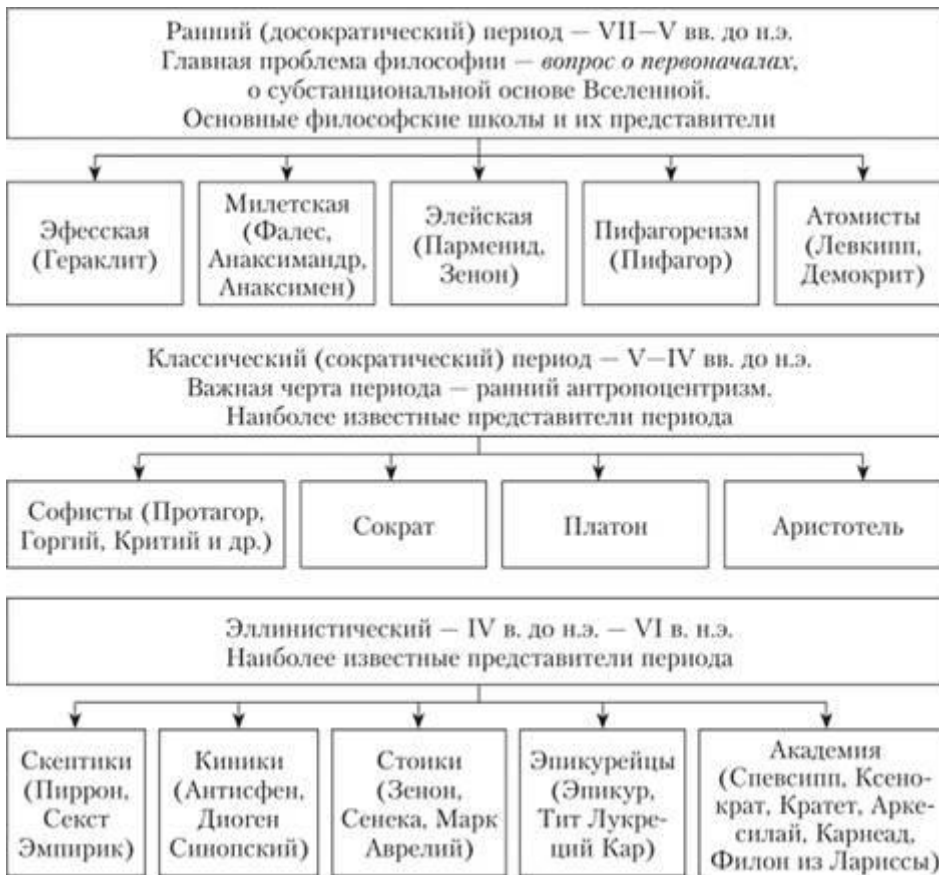 Ранний (досократический) период — VII—V вв. до н.э.
Главная проблема философии — вопрос о первоначалах,
о субстанциональной основе Вселенной.
Основные философские школы и их представители
Эфесская
(Гераклит)
Милетская
(Фалес,
Анаксимандр,
Анаксимен)
Элейская
(Парменид,
Зенон)
Пифагореизм
(Пифагор)
Атомисты
(Левкипп,
Демокрит)
Классический (сократический) период — V—IV вв. до н.э.
Важная черта периода — ранний антропоцентризм.
Наиболее известные представители периода
Софисты (Протагор,
Горгий, Критий и др.)
Сократ
Платон
Аристотель
Эллинистический — IV в. до н.э. — VI в. н.э.
Наиболее известные представители периода
Скептики
(Пиррон,
Секст
Эмпирик)
Киники
(Антисфен,
Диоген
Синопский)
Стоики
(Зенон,
Сенека, Марк
Аврелий)
Эпикурейцы
(Эпикур,
Тит Лукре-
ций Кар)
Академия
(Спевсипп, Ксено-
крат, Кратет, Арке-
силай, Карнеад,
Филон из Лариссы)